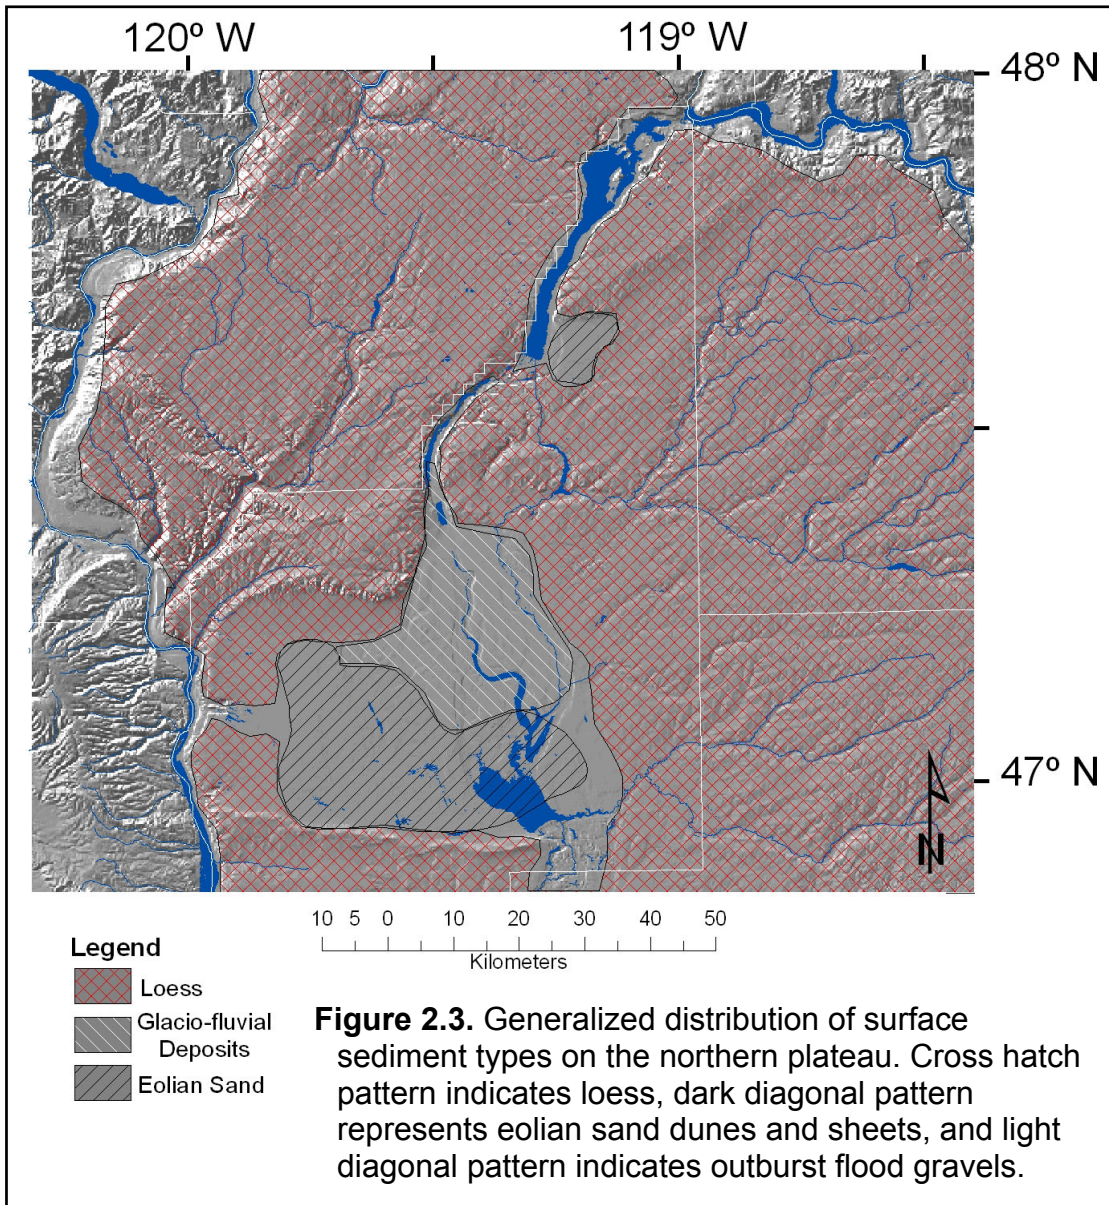 120º W
119º W
48º N
47º N
N
10 5 0 10 20 30 40 50
Kilometers
Legend
Loess
Glacio-fluvial
Deposits
Eolian Sand
Figure 2.3. Generalized distribution of surface
sediment types on the northern plateau. Cross hatch
pattern indicates loess, dark diagonal pattern
represents eolian sand dunes and sheets, and light
diagonal pattern indicates outburst flood gravels.